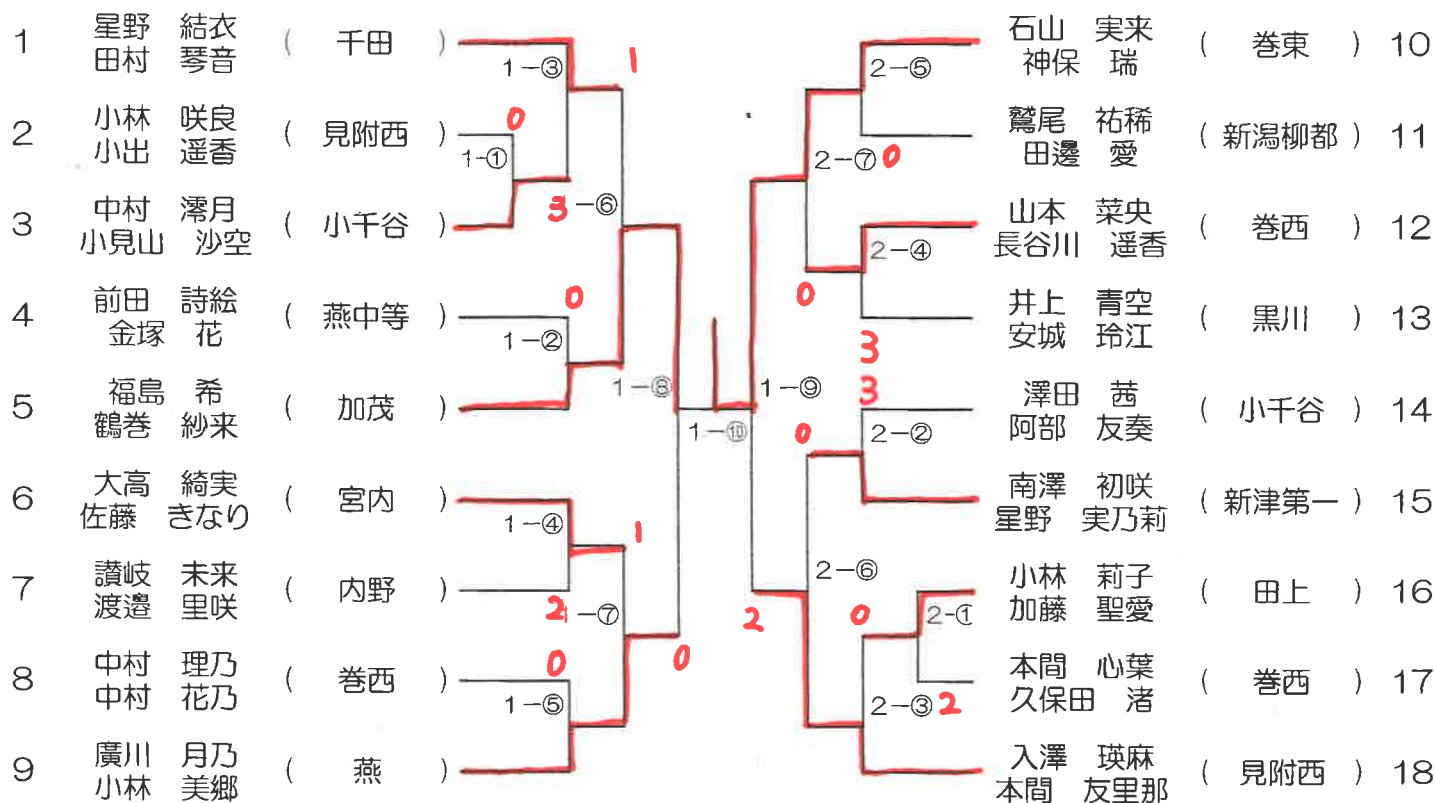 1 星野 結衣 田村 琴音 ( 千田 )
2 小林 咲良 小出 遥香 ( 見附西 )
3 中村 澪月 小見山 沙空 ( 小千谷 )
4 前田 詩絵 金塚 花 ( 燕中等 )
5 福島 希 鶴巻 紗来 ( 加茂 )
6 大高 綺実 佐藤 きなり ( 宮内 )
7 讃岐 未来 渡邉 里咲 ( 内野 )
8 中村 理乃 中村 花乃 ( 巻西 )
9 廣川 月乃 小林 美郷 ( 燕 )
1-③
1
0
1-①
3
-⑥
0
1-②
1-⑧
1-④
1
2
-⑦
0
0
1-⑤
1-⑩
1-⑨
2
2-⑤
2-⑦
0
2-④
0
3
3
2-②
0
2-⑥
0
2-①
2-③
2
石山 実来 神保 瑞 ( 巻東 ) 10
鷲尾 祐稀 田邊 愛 ( 新潟柳都 ) 11
山本 菜央 長谷川 遥香 ( 巻西 ) 12
井上 青空 安城 玲江 ( 黒川 ) 13
澤田 茜 阿部 友奏 ( 小千谷 ) 14
南澤 初咲 星野 実乃莉 ( 新津第一 ) 15
小林 莉子 加藤 聖愛 ( 田上 ) 16
本間 心葉 久保田 渚 ( 巻西 ) 17
入澤 瑛麻 本間 友里那 ( 見附西 ) 18